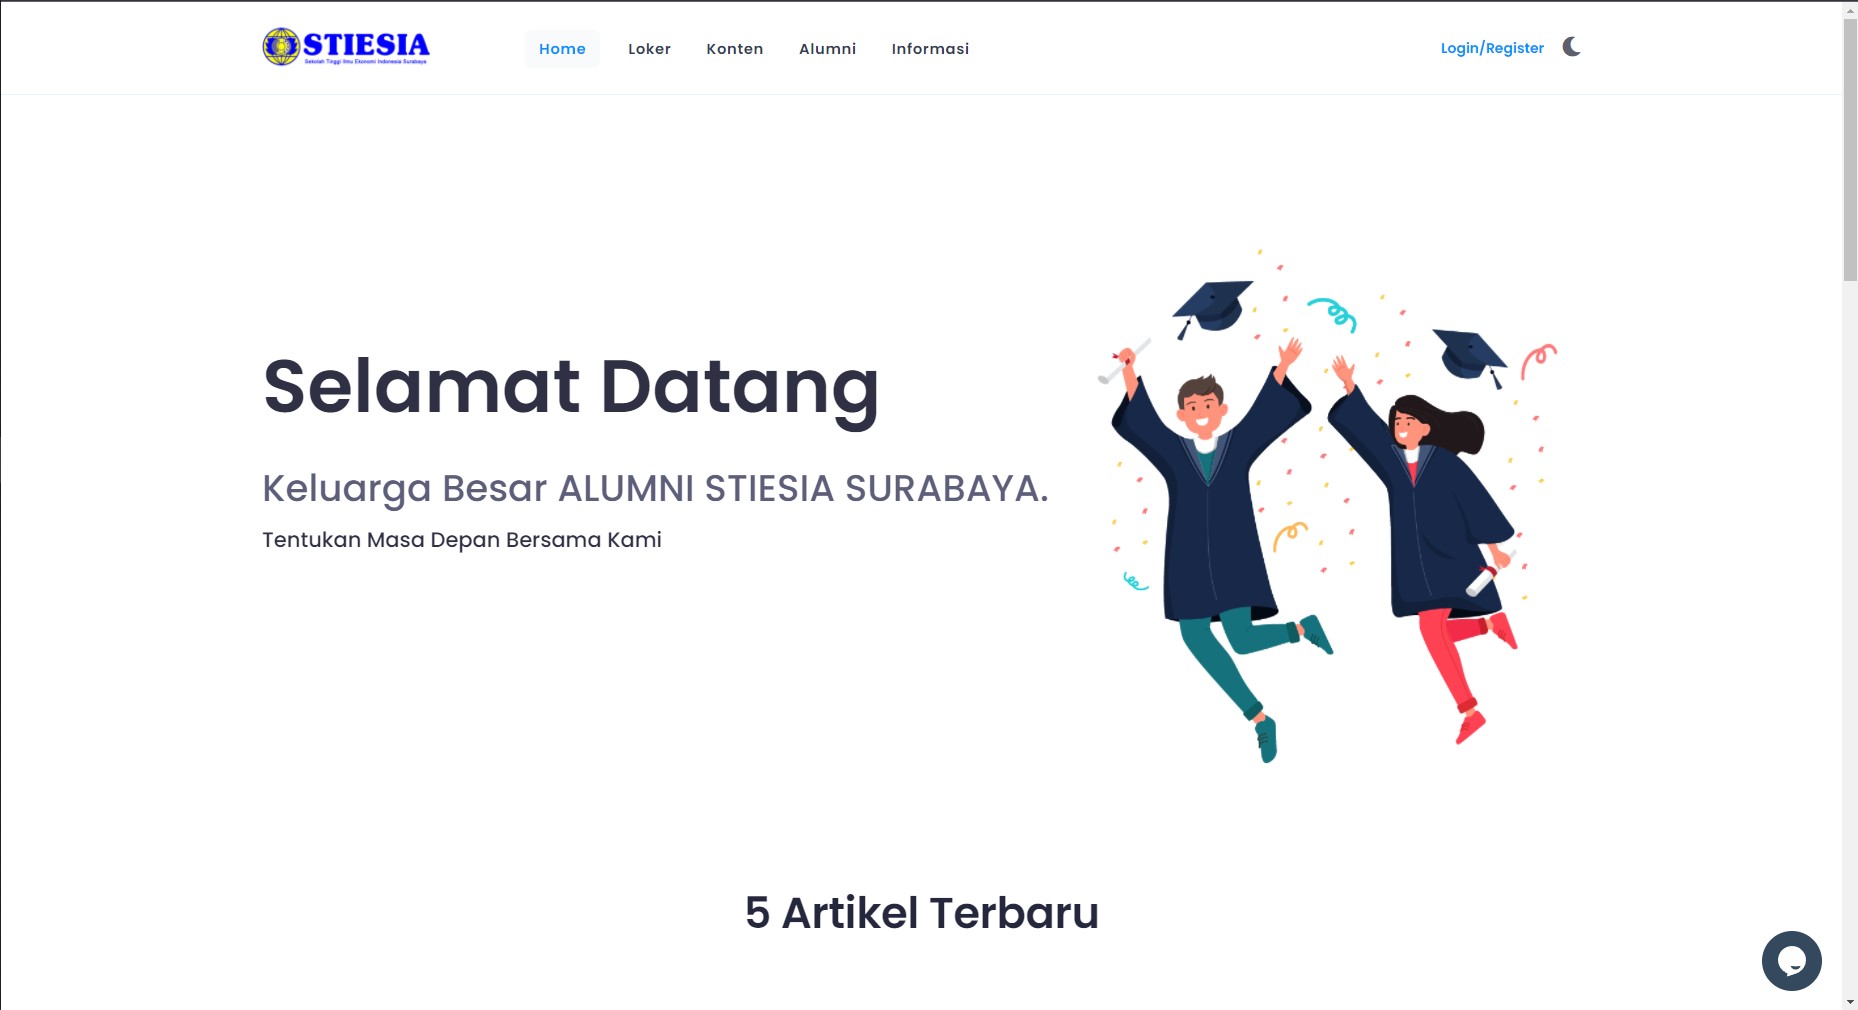 STIESIA
Sekolah Tinggi Ilmu Ekonomi Indonesia Surabaya
Home
Loker
Konten
Alumni
Informasi
Login/Register
Selamat Datang
Keluarga Besar ALUMNI STIESIA SURABAYA.
Tentukan Masa Depan Bersama Kami
5 Artikel Terbaru